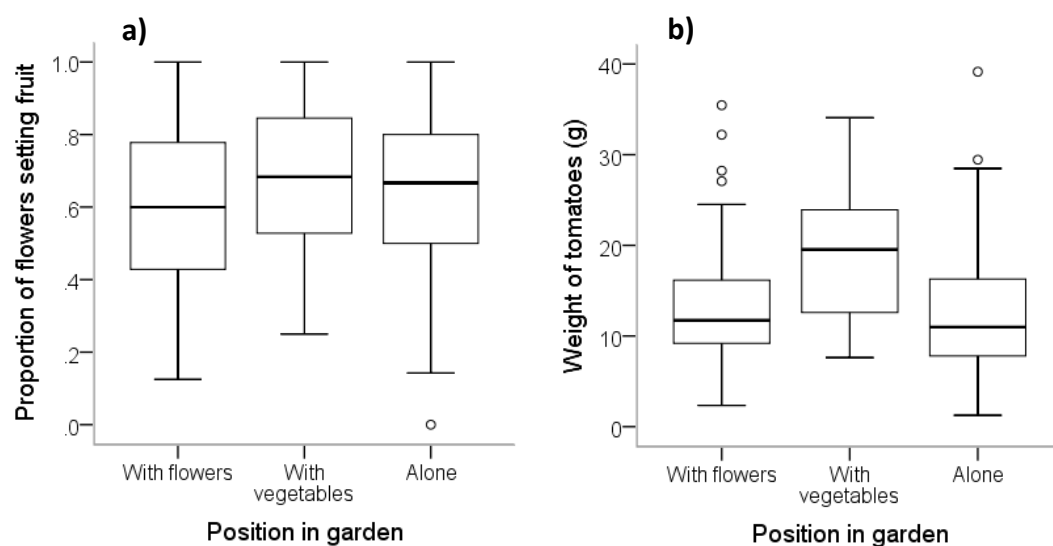 a)
Proportion of flowers setting fruit
1.0
.8
.6
.4
.2
.0
With flowers
With
vegetables
Alone
Position in garden
b)
Weight of tomatoes (g)
40
30
20
10
0
With flowers
With
vegetables
Alone
Position in garden